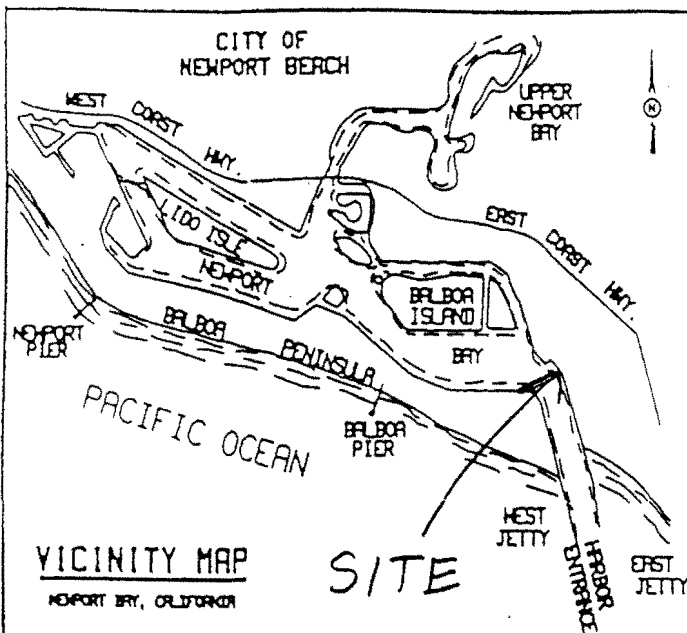 CITY OF
NEWPORT BEACH
WEST COAST HWY.
UPPER
NEWPORT
BAY
N
EAST COAST HWY.
LIDO ISLE
NEWPORT
BALBOA
ISLAND
BAY
NEWPORT
PIER
BALBOA PENINSULA
BALBOA
PIER
PACIFIC OCEAN
WEST
JETTY
HARBOR
ENTRANCE
EAST
JETTY
SITE
VICINITY MAP
NEWPORT BAY, CALIFORNIA